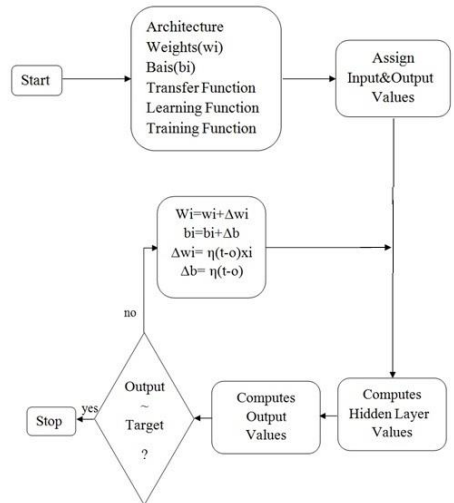 Start
Architecture
Weights(wi)
Bais(bi)
Transfer Function
Learning Function
Training Function
Assign
Input&Output
Values
Wi=wi+Δwi
bi=bi+Δb
Δwi= η(t-o)xi
Δb= η(t-o)
no
Computes
Hidden Layer
Values
Computes
Output
Values
Output
~
Target
?
yes
Stop